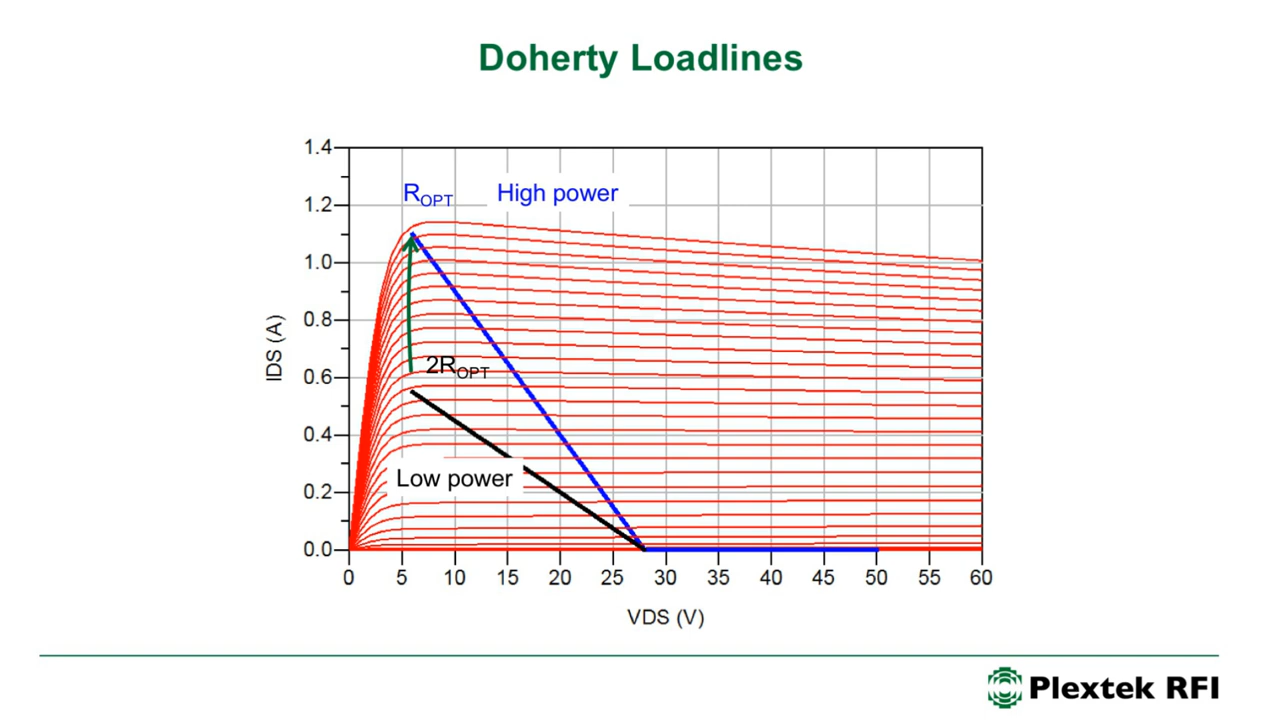 Doherty Loadlines
1.4
1.2
1.0
0.8
0.6
0.4
0.2
0.0
IDS (A)
R_OPT High power
2R_OPT
Low power
0 5 10 15 20 25 30 35 40 45 50 55 60
VDS (V)
Plextek RFI